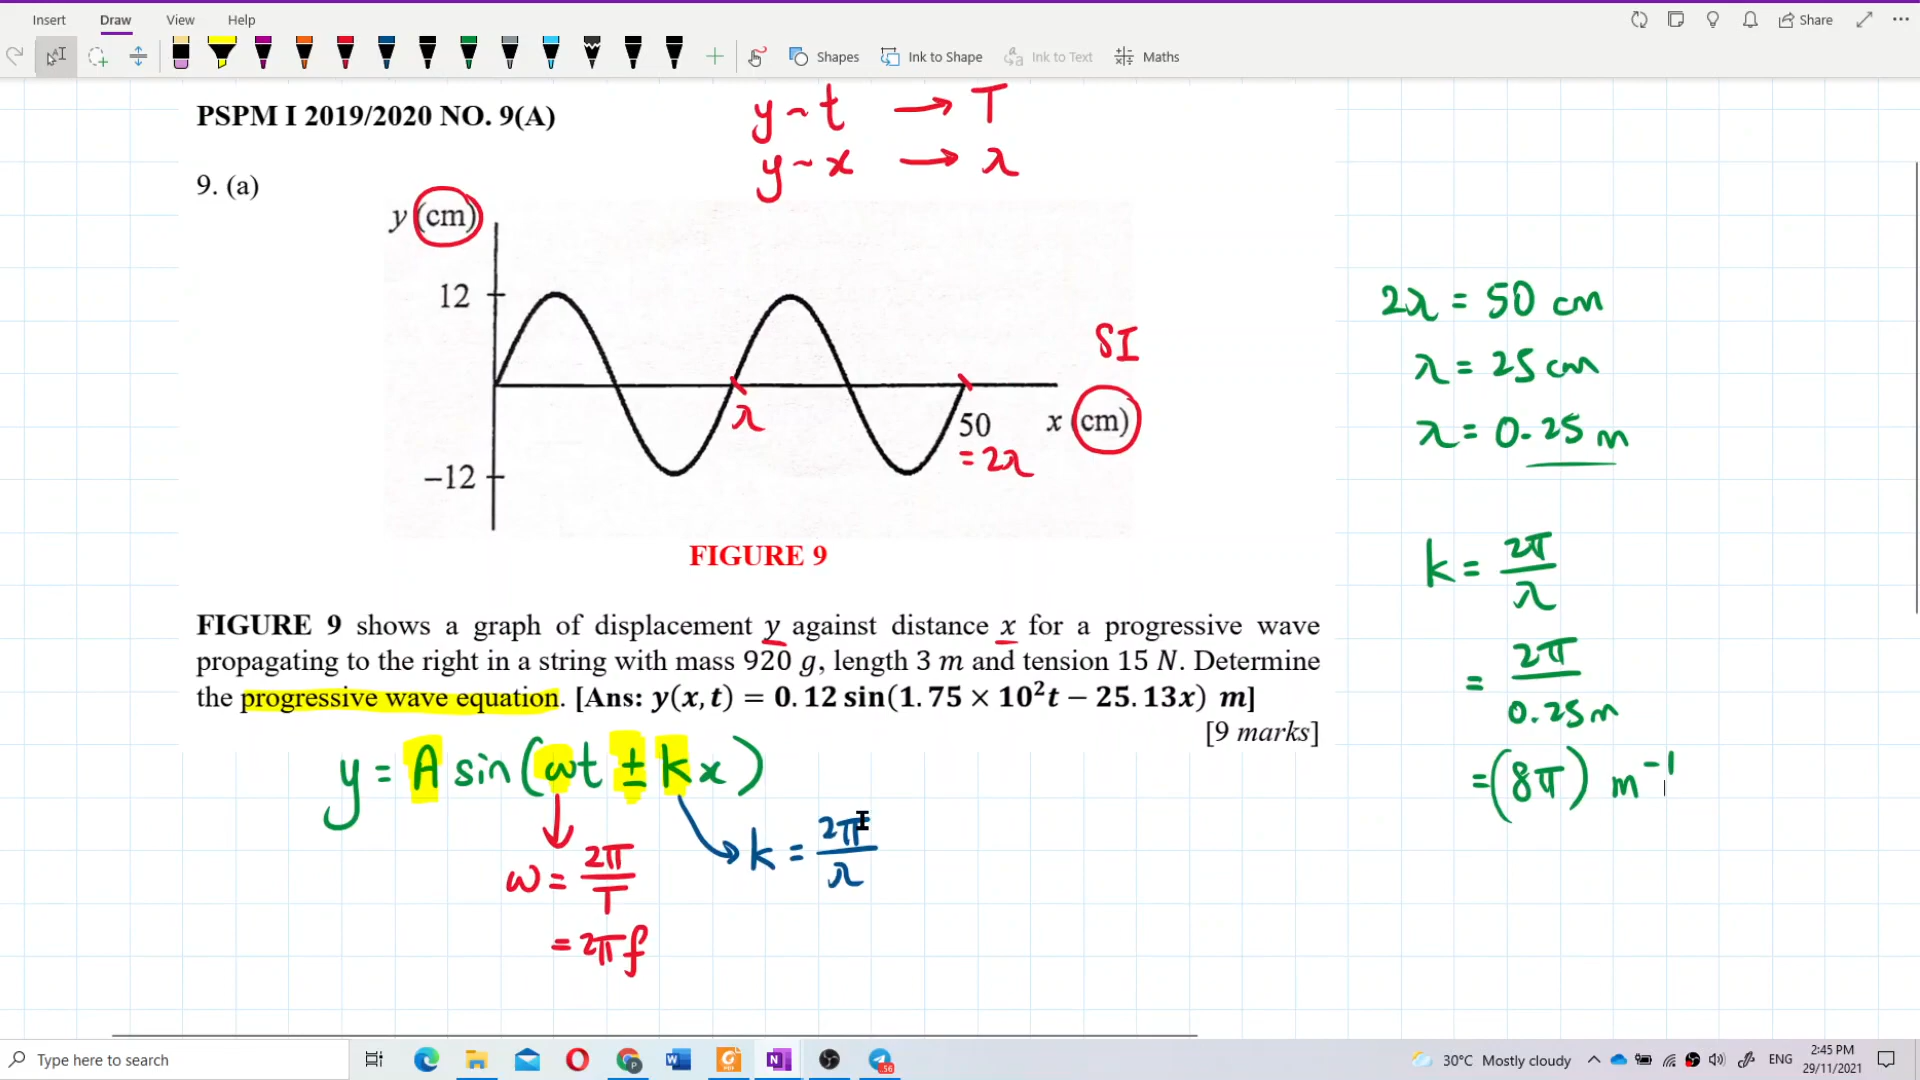 Insert Draw View Help
Share
Shapes Ink to Shape Ink to Text Maths
PSPM I 2019/2020 NO. 9(A)
y ~ t → T
y ~ x → λ
9. (a)
y (cm)
12
-12
λ
50
= 2λ
x (cm)
SI
FIGURE 9
2λ = 50 cm
λ = 25 cm
λ = 0.25 m
k = 2π/λ
= 2π/0.25m
= (8π) m⁻¹
FIGURE 9 shows a graph of displacement y against distance x for a progressive wave
propagating to the right in a string with mass 920 g, length 3 m and tension 15 N. Determine
the progressive wave equation. [Ans: y(x, t) = 0.12 sin(1.75 × 10²t − 25.13x) m]
[9 marks]
y = A sin(ωt ± kx)
ω = 2π/T
= 2πf
k = 2π/λ
Type here to search
56
30°C Mostly cloudy
ENG
2:45 PM
29/11/2021